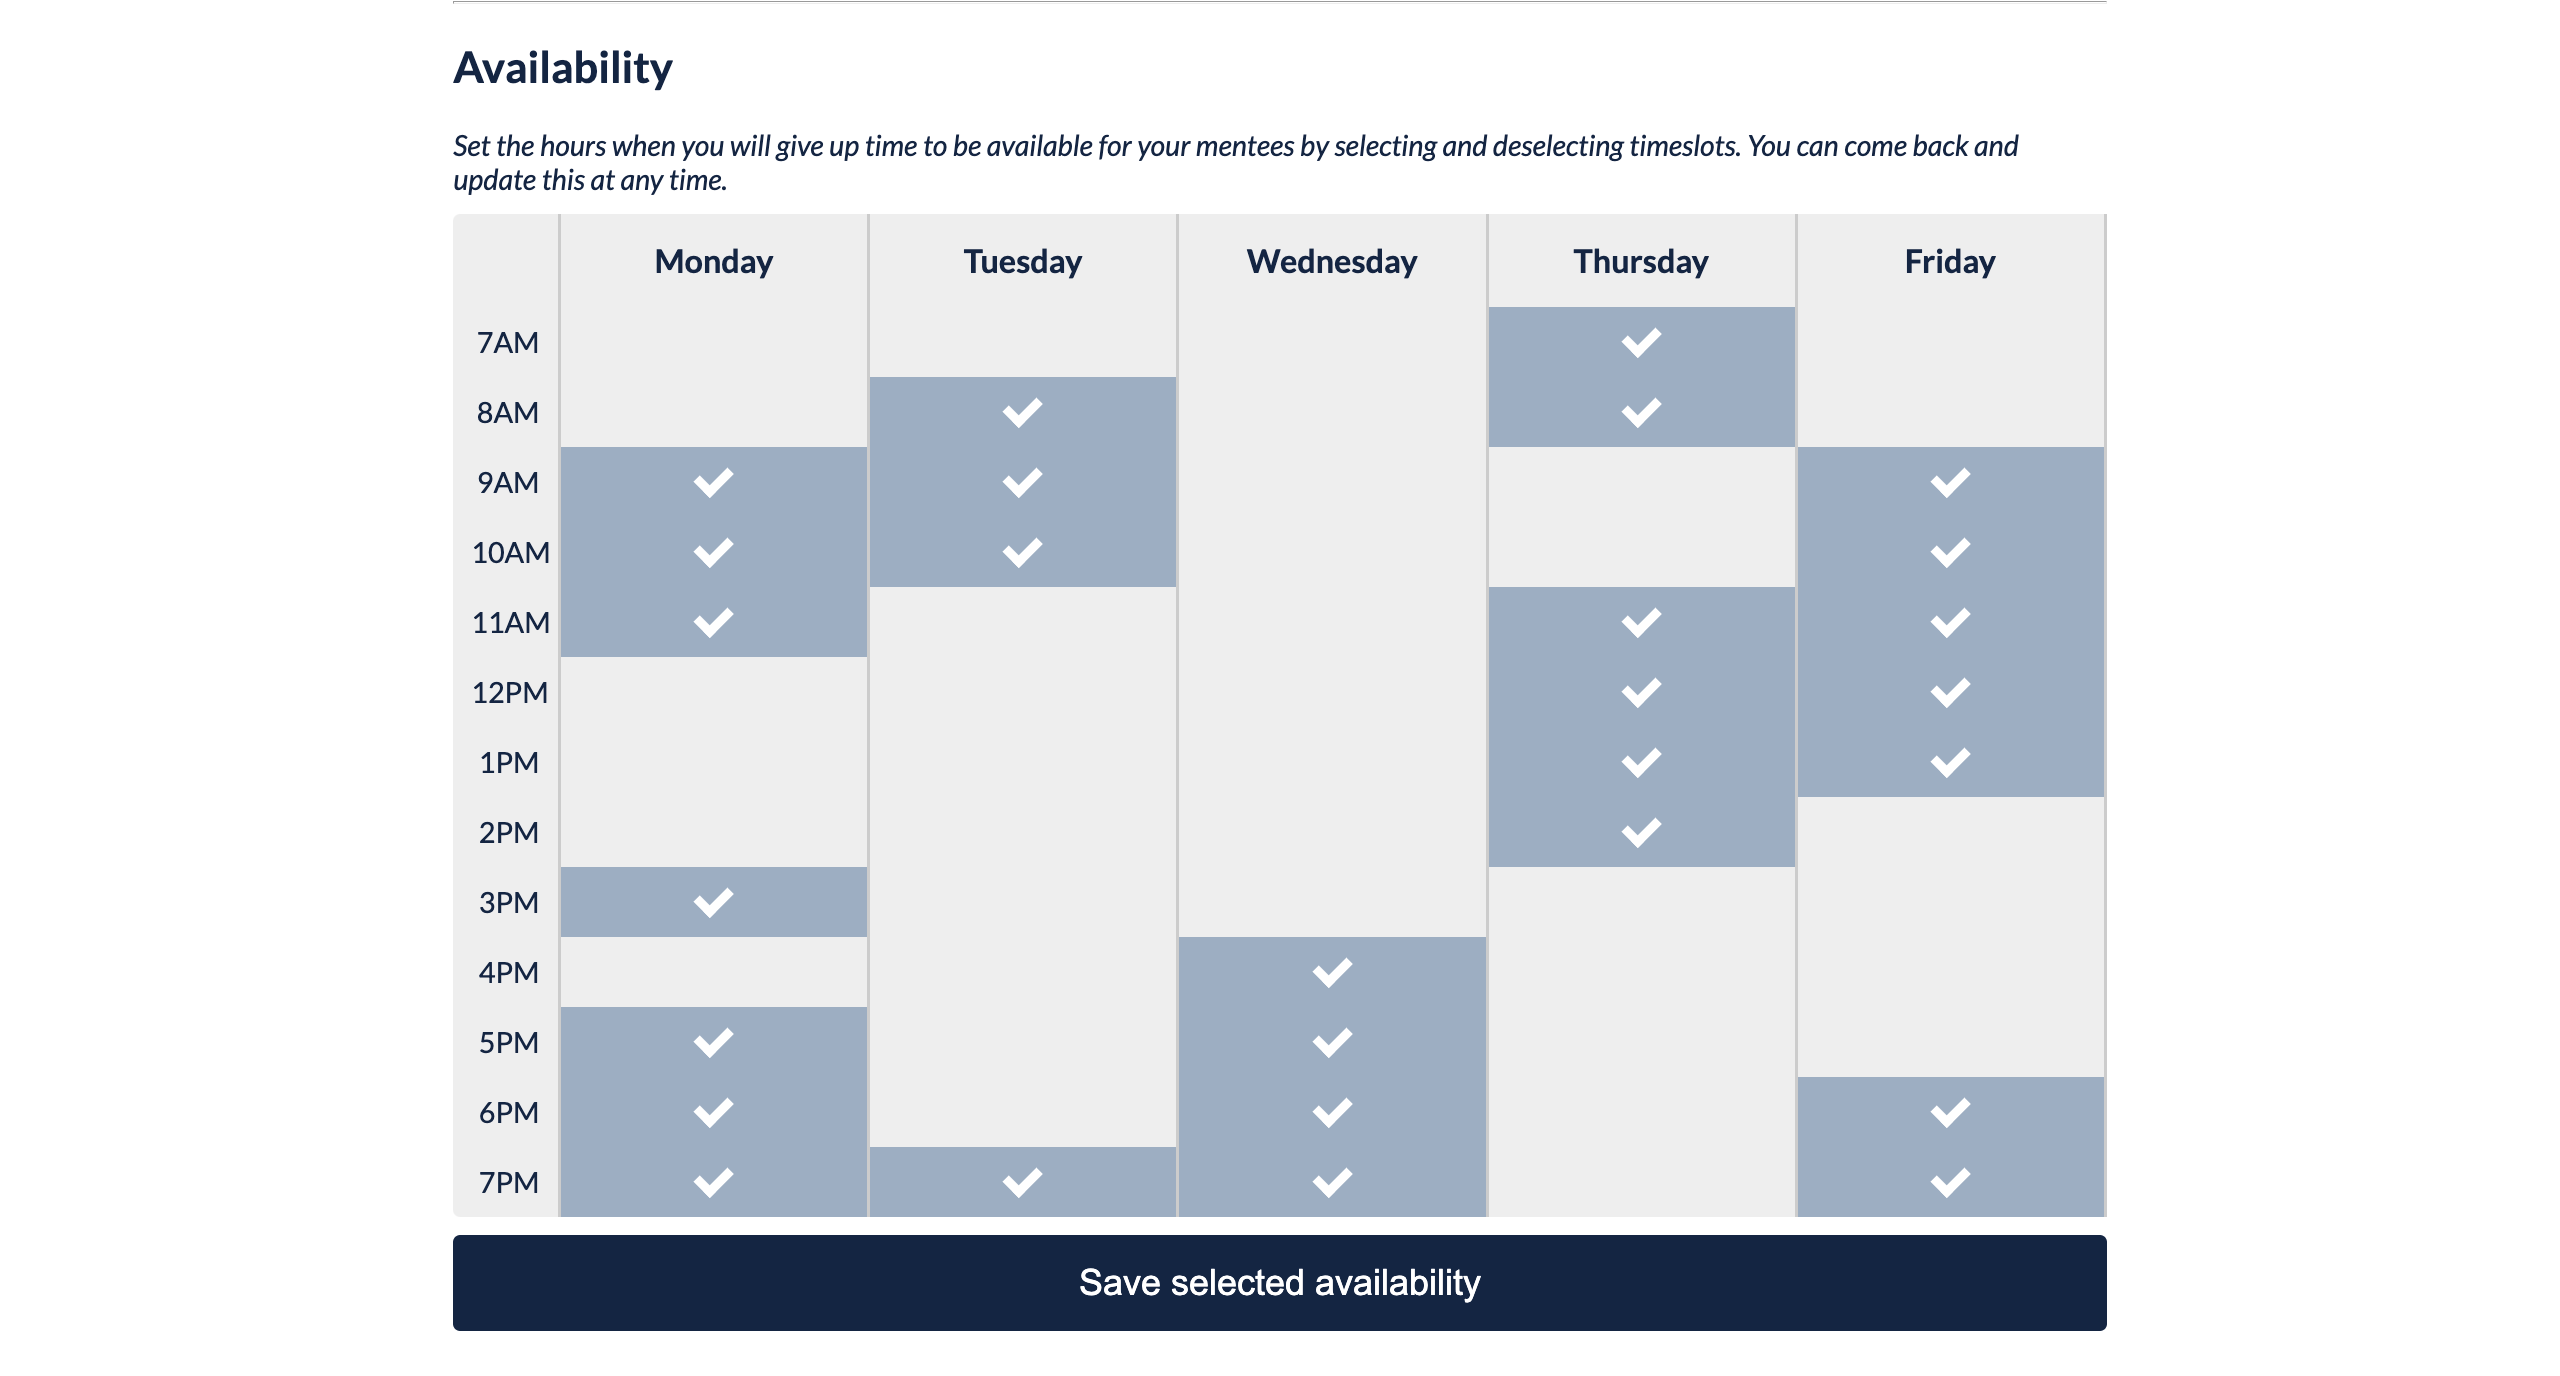 Availability
Set the hours when you will give up time to be available for your mentees by selecting and deselecting timeslots. You can come back and
update this at any time.
Monday Tuesday Wednesday Thursday Friday
7AM
8AM
9AM
10AM
11AM
12PM
1PM
2PM
3PM
4PM
5PM
6PM
7PM
Save selected availability